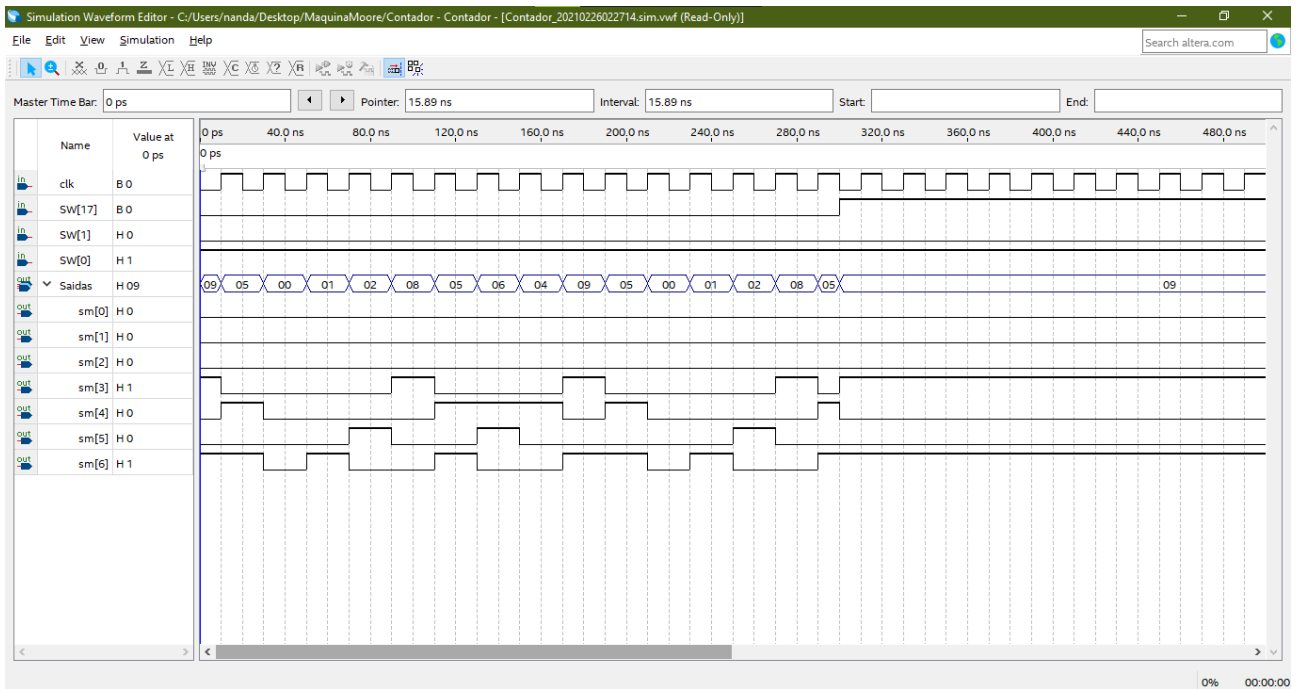 Simulation Waveform Editor - C:/Users/nanda/Desktop/MaquinaMoore/Contador - Contador - [Contador_20210226022714.sim.vwf (Read-Only)]
File Edit View Simulation Help
Search altera.com
Master Time Bar: 0 ps Pointer: 15.89 ns Interval: 15.89 ns Start: End:
Name Value at 0 ps
0 ps 40.0 ns 80.0 ns 120.0 ns 160.0 ns 200.0 ns 240.0 ns 280.0 ns 320.0 ns 360.0 ns 400.0 ns 440.0 ns 480.0 ns
0 ps
in clk B 0
in SW[17] B 0
in SW[1] H 0
in SW[0] H 1
out Saidas H 09 09 05 00 01 02 08 05 06 04 09 05 00 01 02 08 05 09
out sm[0] H 0
out sm[1] H 0
out sm[2] H 0
out sm[3] H 1
out sm[4] H 0
out sm[5] H 0
out sm[6] H 1
0% 00:00:00